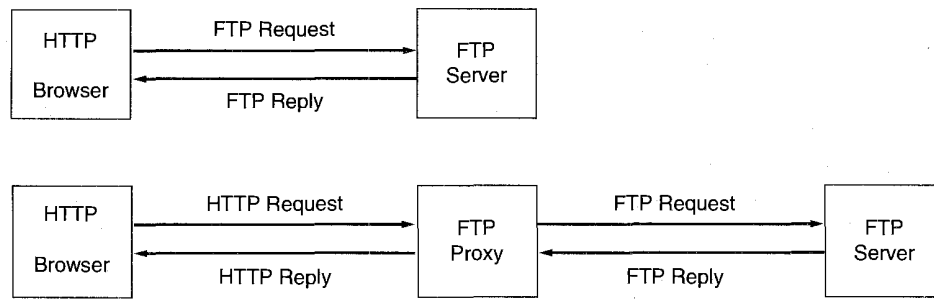 HTTP
Browser
FTP Request
FTP Reply
FTP
Server
HTTP
Browser
HTTP Request
HTTP Reply
FTP
Proxy
FTP Request
FTP Reply
FTP
Server